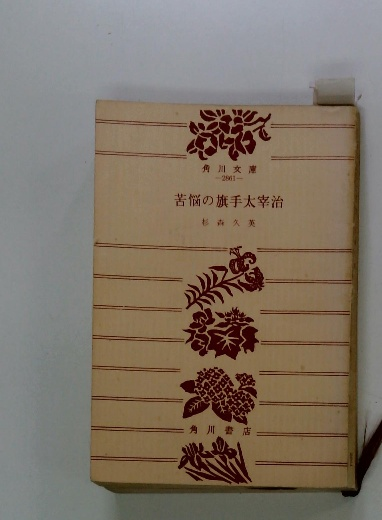 角川文庫
—2861—
苦悩の旗手太宰治
杉森久英
角川書店